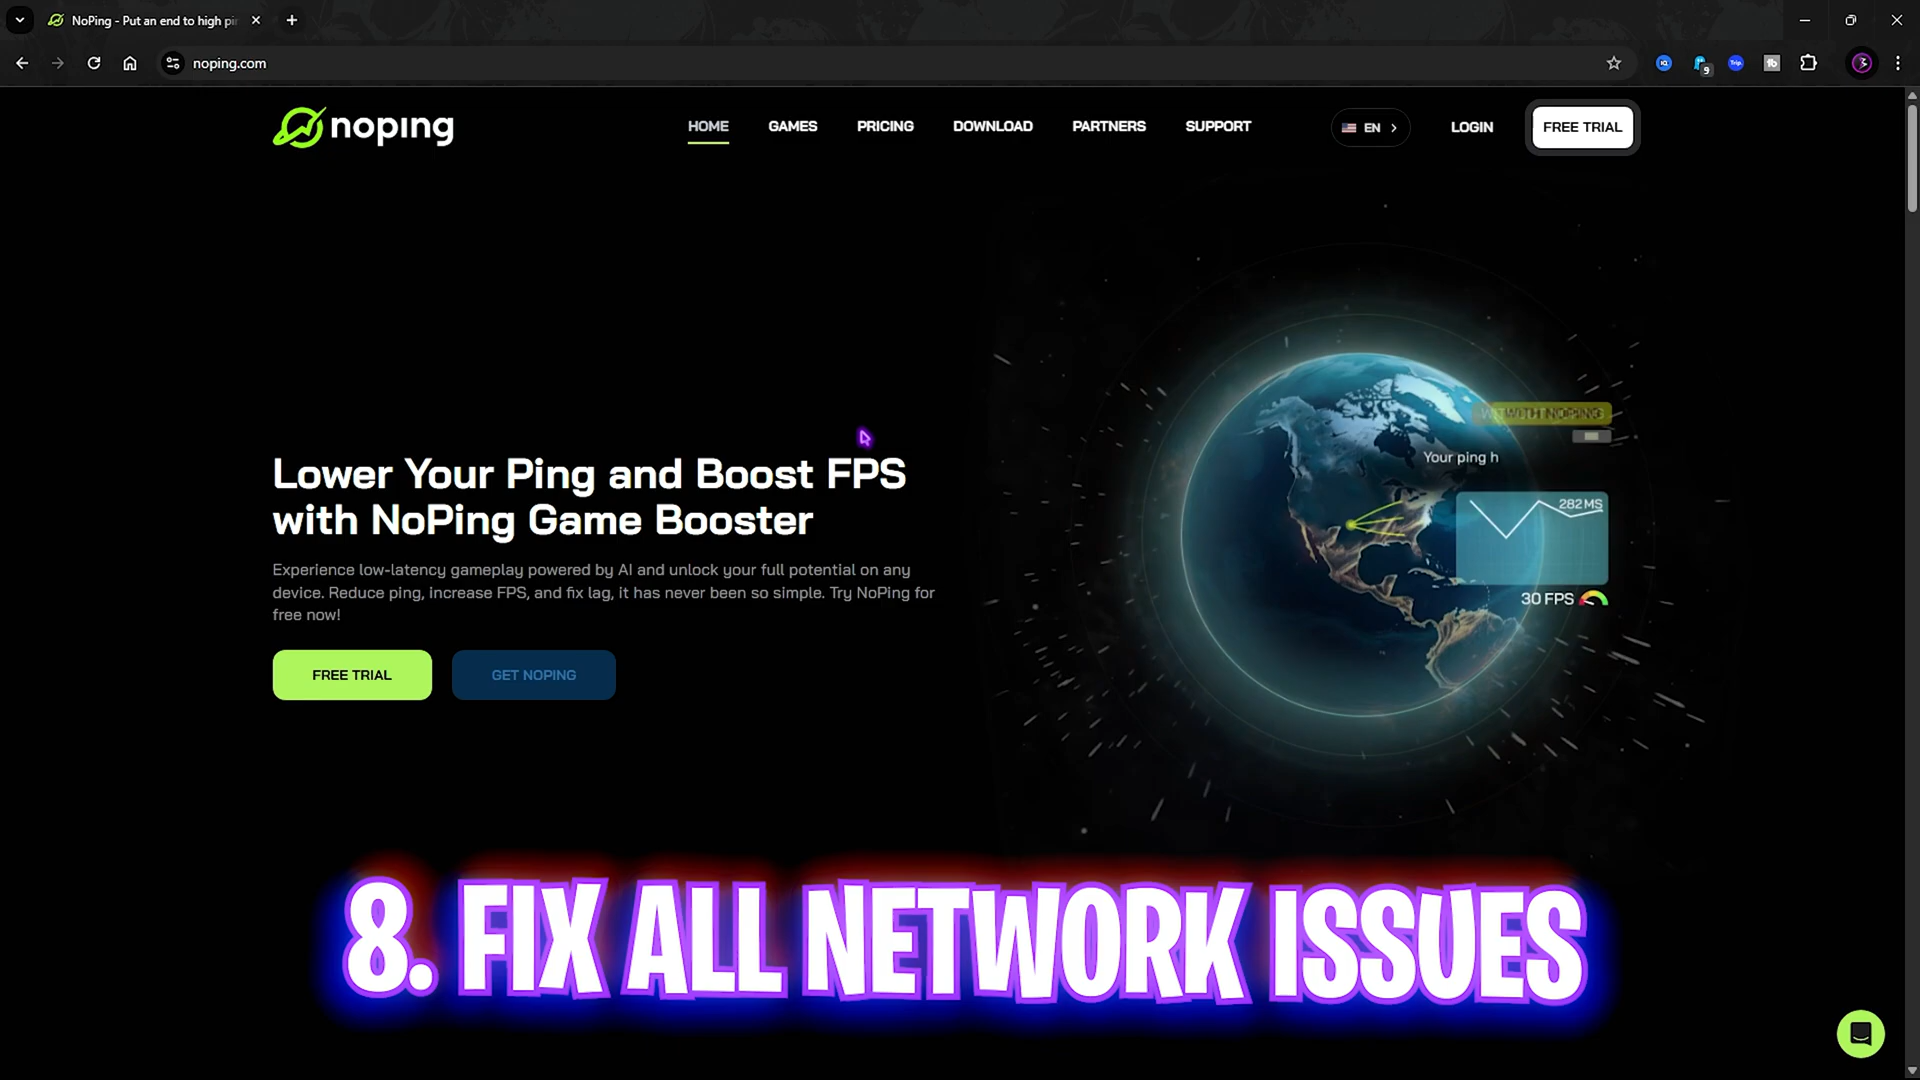 NoPing - Put an end to high pi
noping.com
9
noping
HOME
GAMES
PRICING
DOWNLOAD
PARTNERS
SUPPORT
EN
LOGIN
FREE TRIAL
WITH NOPING
Your ping h
282 MS
30 FPS
Lower Your Ping and Boost FPS
with NoPing Game Booster
Experience low-latency gameplay powered by AI and unlock your full potential on any
device. Reduce ping, increase FPS, and fix lag, it has never been so simple. Try NoPing for
free now!
FREE TRIAL
GET NOPING
8. FIX ALL NETWORK ISSUES